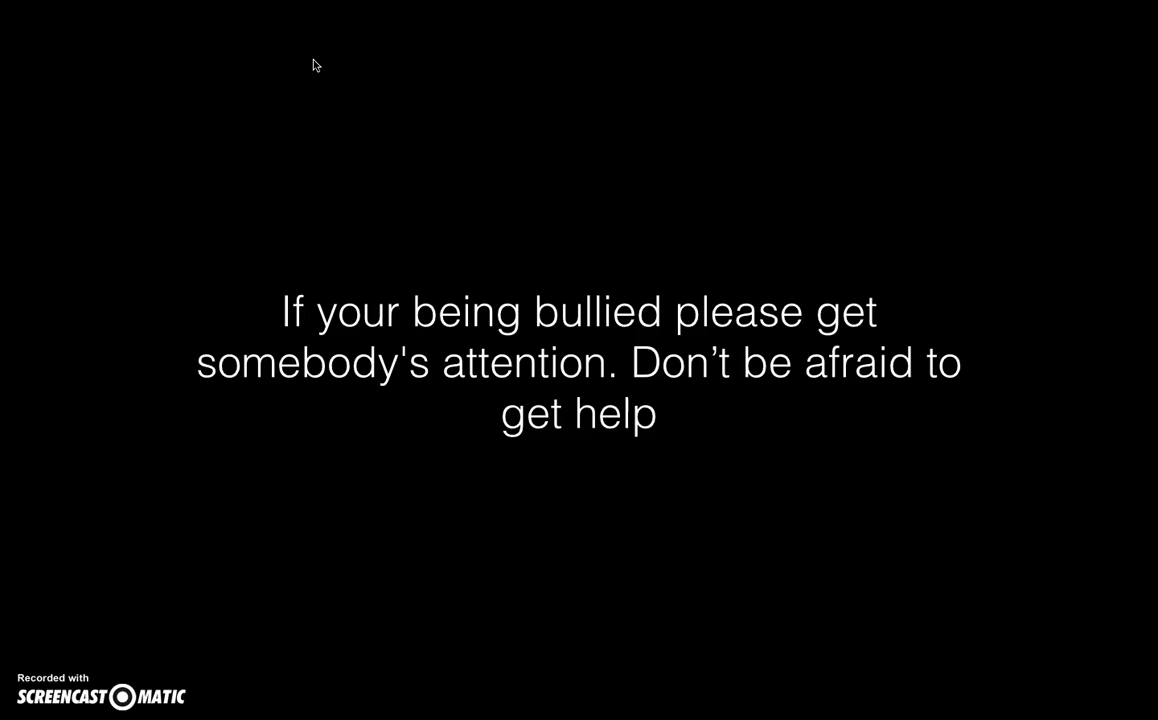 If your being bullied please get
somebody's attention. Don’t be afraid to
get help
Recorded with
SCREENCAST MATIC